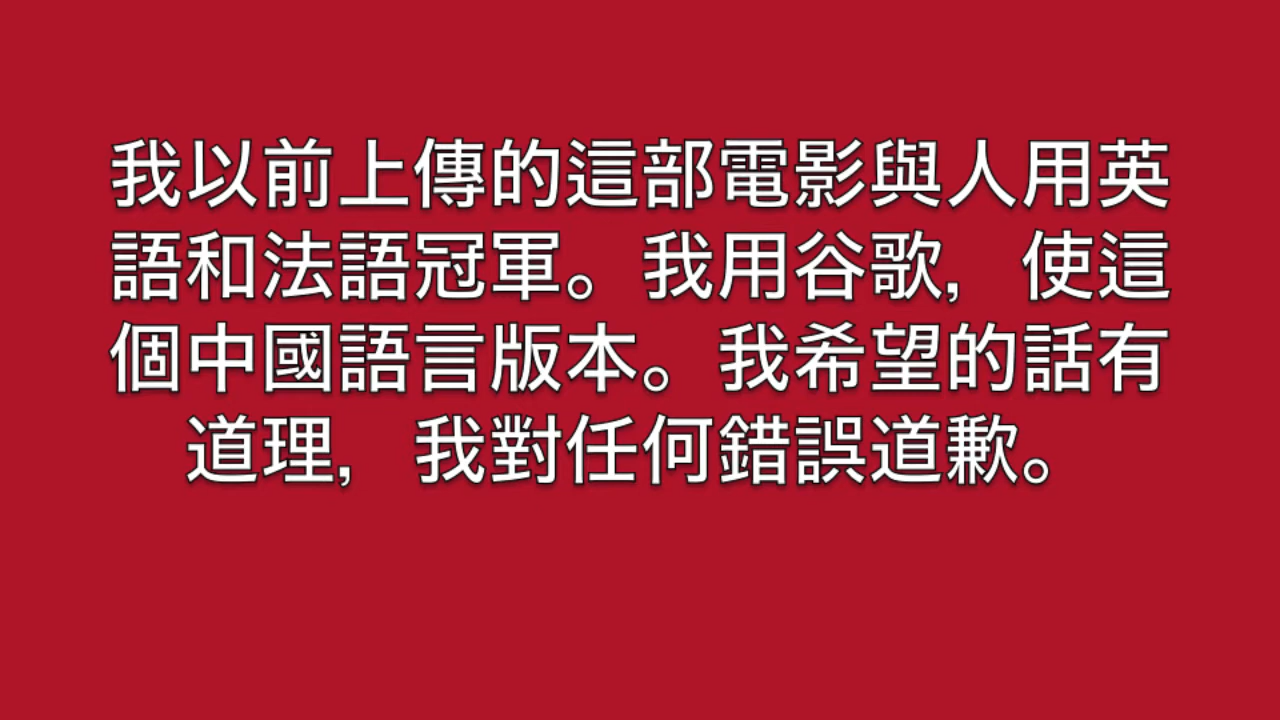 我以前上傳的這部電影與人用英
語和法語冠軍。我用谷歌，使這
個中國語言版本。我希望的話有
道理，我對任何錯誤道歉。